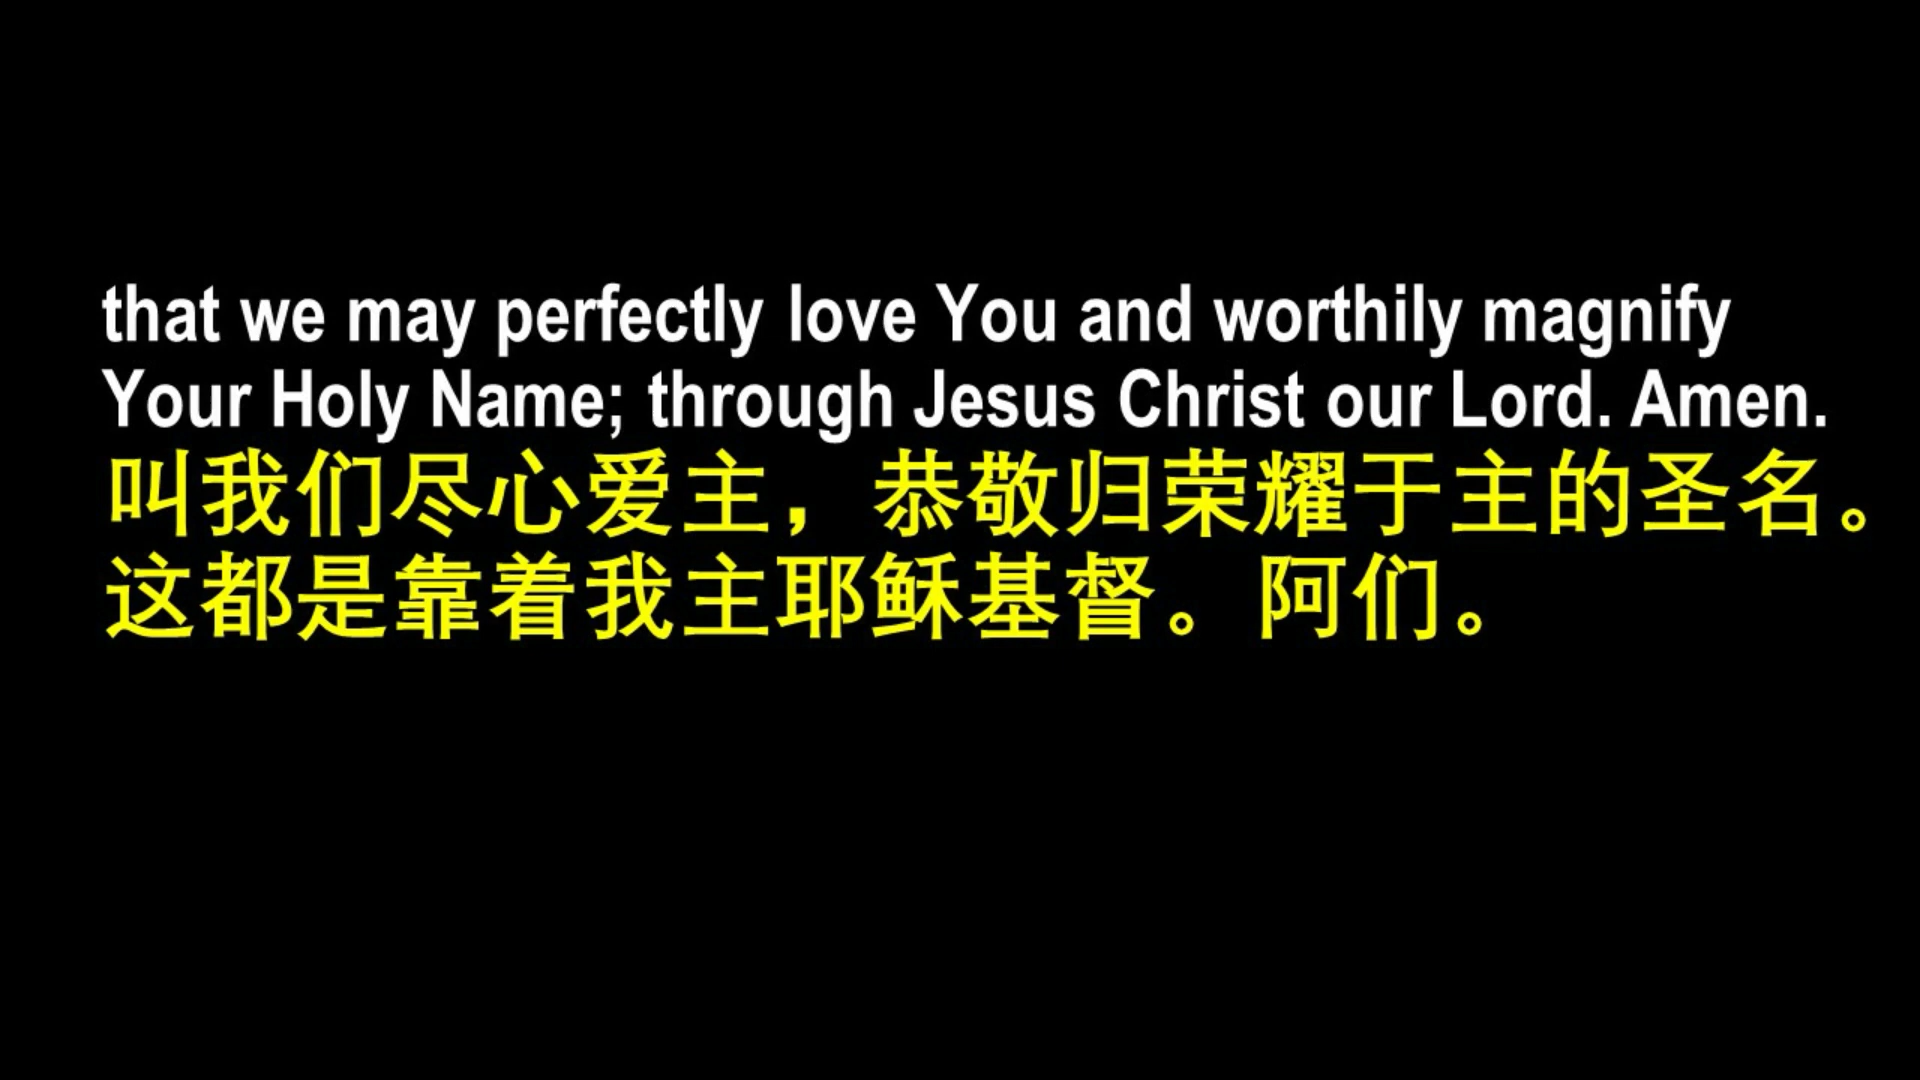 that we may perfectly love You and worthily magnify
Your Holy Name; through Jesus Christ our Lord. Amen.
叫我们尽心爱主，恭敬归荣耀于主的圣名。
这都是靠着我主耶稣基督。阿们。